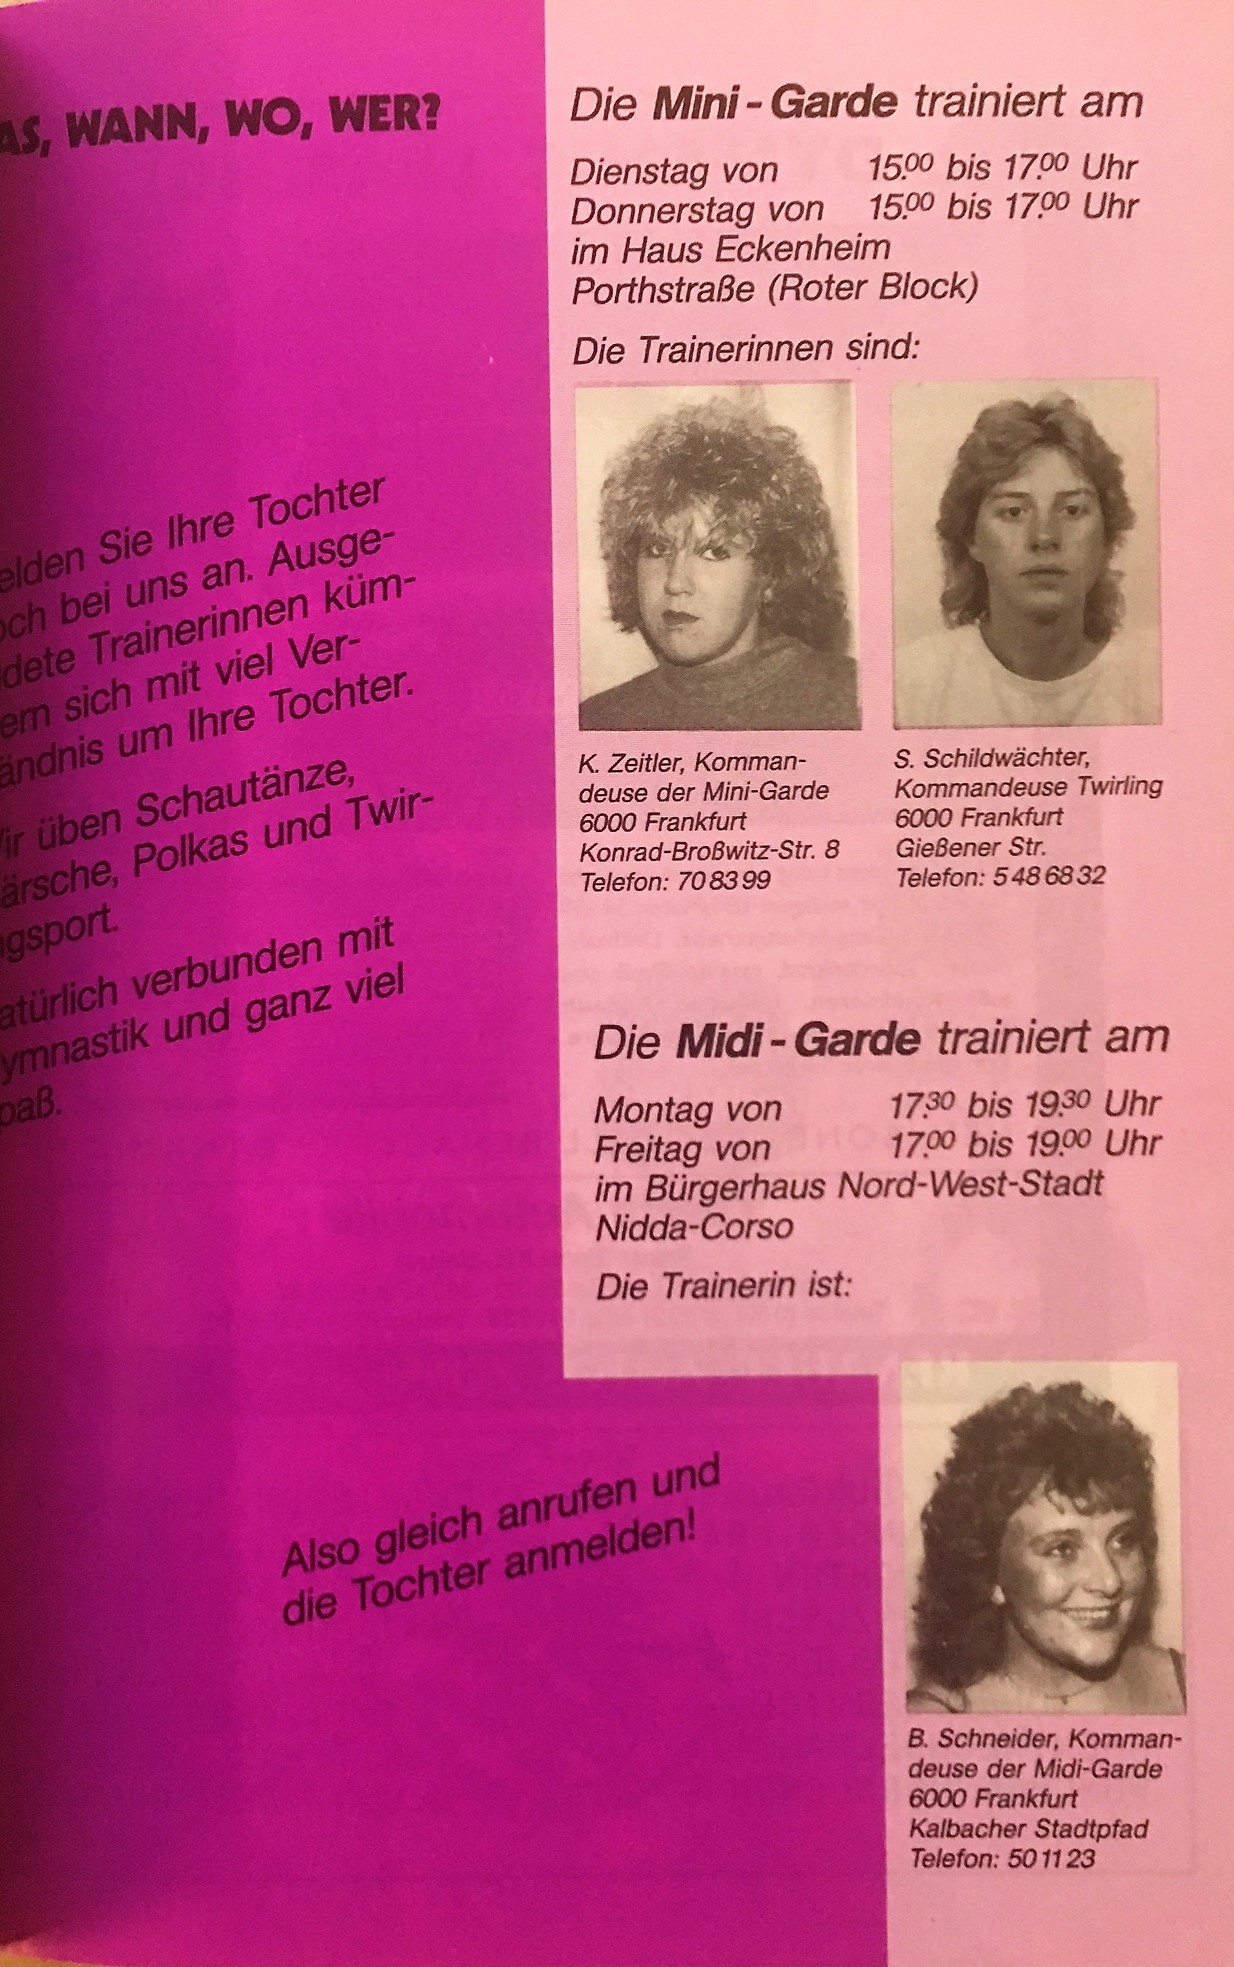 AS, WANN, WO, WER?
elden Sie Ihre Tochter
och bei uns an. Ausge-
dete Trainerinnen küm-
ern sich mit viel Ver-
ändnis um Ihre Tochter.
ir üben Schautänze,
ärsche, Polkas und Twir-
gsport.
atürlich verbunden mit
ymnastik und ganz viel
paß.
Also gleich anrufen und
die Tochter anmelden!
Die Mini-Garde trainiert am
Dienstag von 15.00 bis 17.00 Uhr
Donnerstag von 15.00 bis 17.00 Uhr
im Haus Eckenheim
Porthstraße (Roter Block)
Die Trainerinnen sind:
K. Zeitler, Komman-
deuse der Mini-Garde
6000 Frankfurt
Konrad-Broßwitz-Str. 8
Telefon: 70 83 99
S. Schildwächter,
Kommandeuse Twirling
6000 Frankfurt
Gießener Str.
Telefon: 5 48 68 32
Die Midi-Garde trainiert am
Montag von 17.30 bis 19.30 Uhr
Freitag von 17.00 bis 19.00 Uhr
im Bürgerhaus Nord-West-Stadt
Nidda-Corso
Die Trainerin ist:
B. Schneider, Komman-
deuse der Midi-Garde
6000 Frankfurt
Kalbacher Stadtpfad
Telefon: 50 11 23